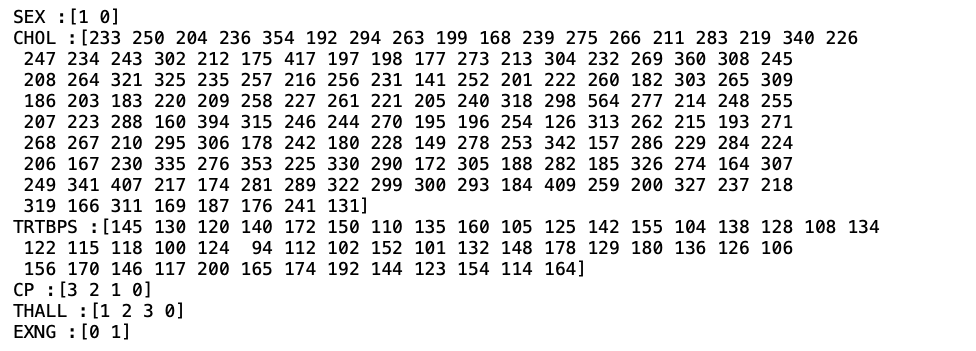 SEX :[1 0]
CHOL :[233 250 204 236 354 192 294 263 199 168 239 275 266 211 283 219 340 226
247 234 243 302 212 175 417 197 198 177 273 213 304 232 269 360 308 245
208 264 321 325 235 257 216 256 231 141 252 201 222 260 182 303 265 309
186 203 183 220 209 258 227 261 221 205 240 318 298 564 277 214 248 255
207 223 288 160 394 315 246 244 270 195 196 254 126 313 262 215 193 271
268 267 210 295 306 178 242 180 228 149 278 253 342 157 286 229 284 224
206 167 230 335 276 353 225 330 290 172 305 188 282 185 326 274 164 307
249 341 407 217 174 281 289 322 299 300 293 184 409 259 200 327 237 218
319 166 311 169 187 176 241 131]
TRTBPS :[145 130 120 140 172 150 110 135 160 105 125 142 155 104 138 128 108 134
122 115 118 100 124  94 112 102 152 101 132 148 178 129 180 136 126 106
156 170 146 117 200 165 174 192 144 123 154 114 164]
CP :[3 2 1 0]
THALL :[1 2 3 0]
EXNG :[0 1]